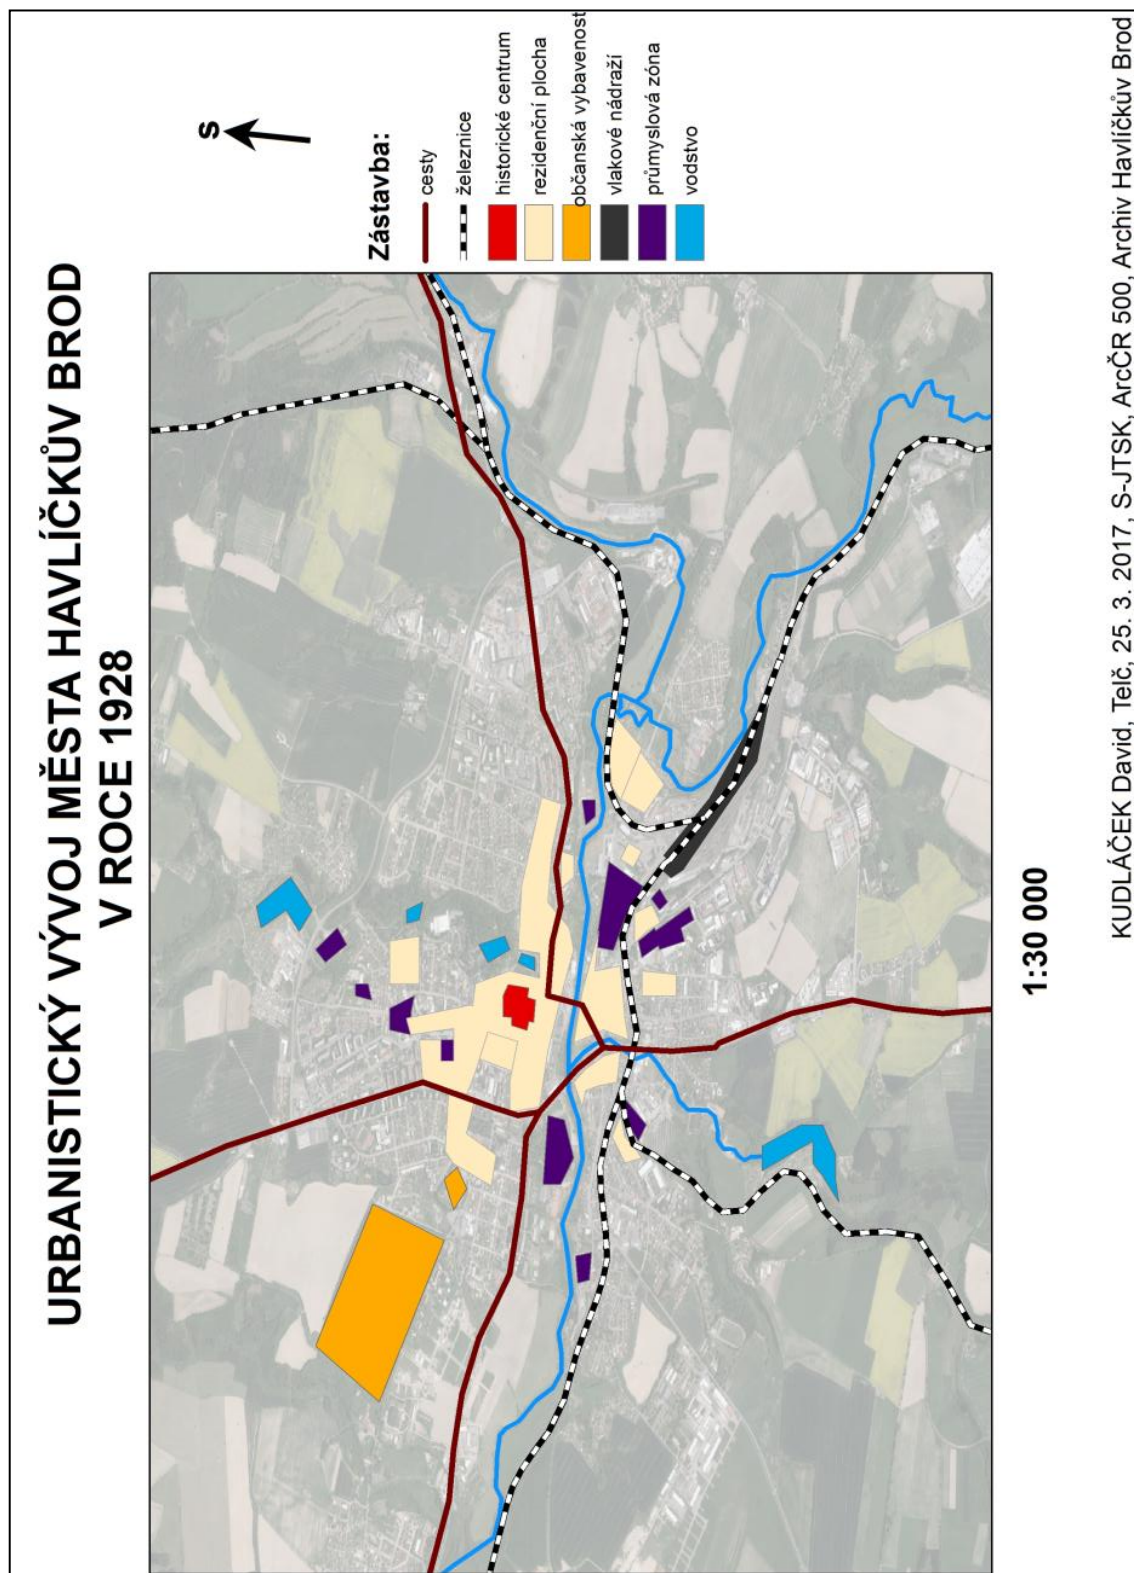 URBANISTICKÝ VÝVOJ MĚSTA HAVLÍČKŮV BROD
V ROCE 1928
S
Zástavba:
cesty
železnice
historické centrum
rezidenční plocha
občanská vybavenost
vlakové nádraží
průmyslová zóna
vodstvo
1:30 000
KUDLÁČEK David, Telč, 25. 3. 2017, S-JTSK, ArcČR 500, Archiv Havlíčkův Brod